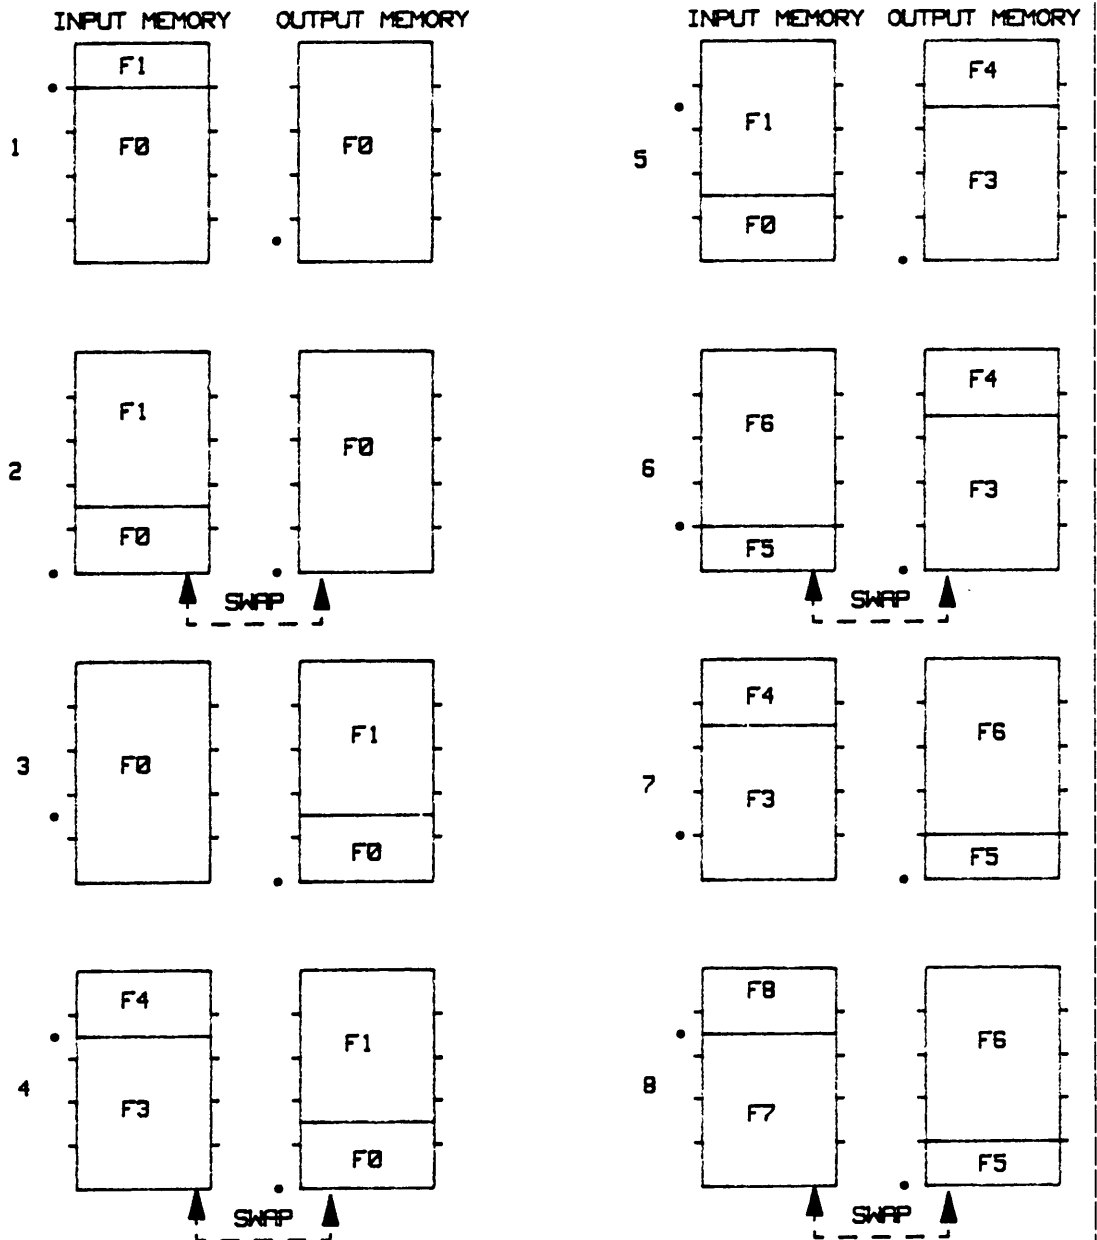 INPUT MEMORY OUTPUT MEMORY
1 F1
F0 F0
2 F1 F0
F0
SWAP
3 F0 F1
F0
4 F4 F1
F3 F0
SWAP
INPUT MEMORY OUTPUT MEMORY
5 F1 F4
F0 F3
6 F6 F4
F5 F3
SWAP
7 F4 F6
F3 F5
8 F8 F6
F7 F5
SWAP